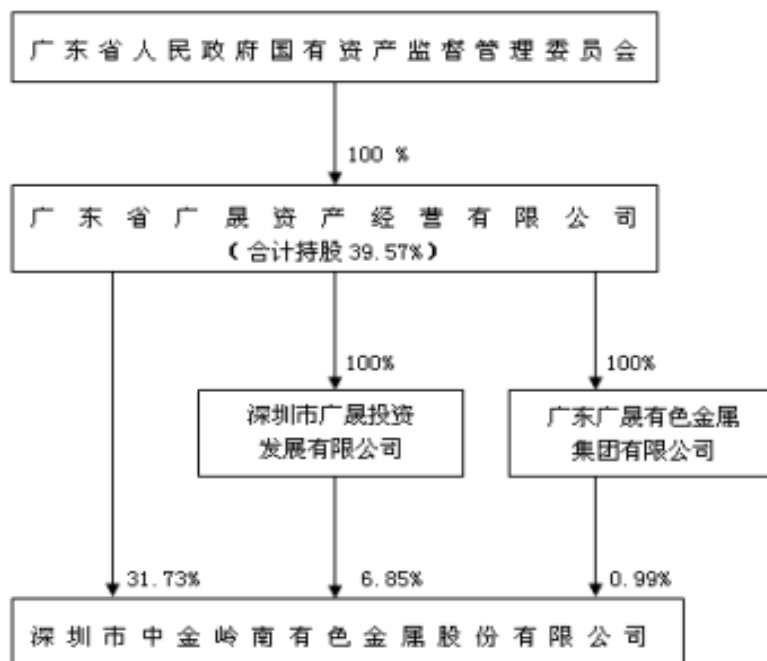 广东省人民政府国有资产监督管理委员会
100 %
广东省广晟资产经营有限公司
(合计持股 39.57%)
100%
100%
深圳市广晟投资
发展有限公司
广东广晟有色金属
集团有限公司
31.73%
6.85%
0.99%
深圳市中金岭南有色金属股份有限公司